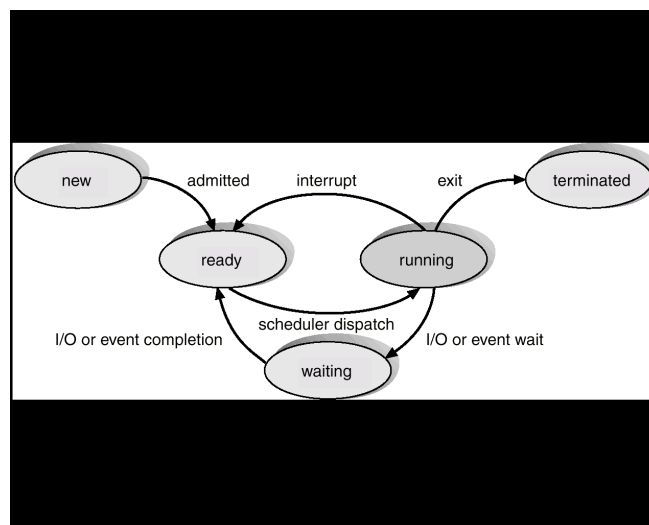 new
admitted
interrupt
exit
terminated
ready
running
scheduler dispatch
I/O or event completion
I/O or event wait
waiting